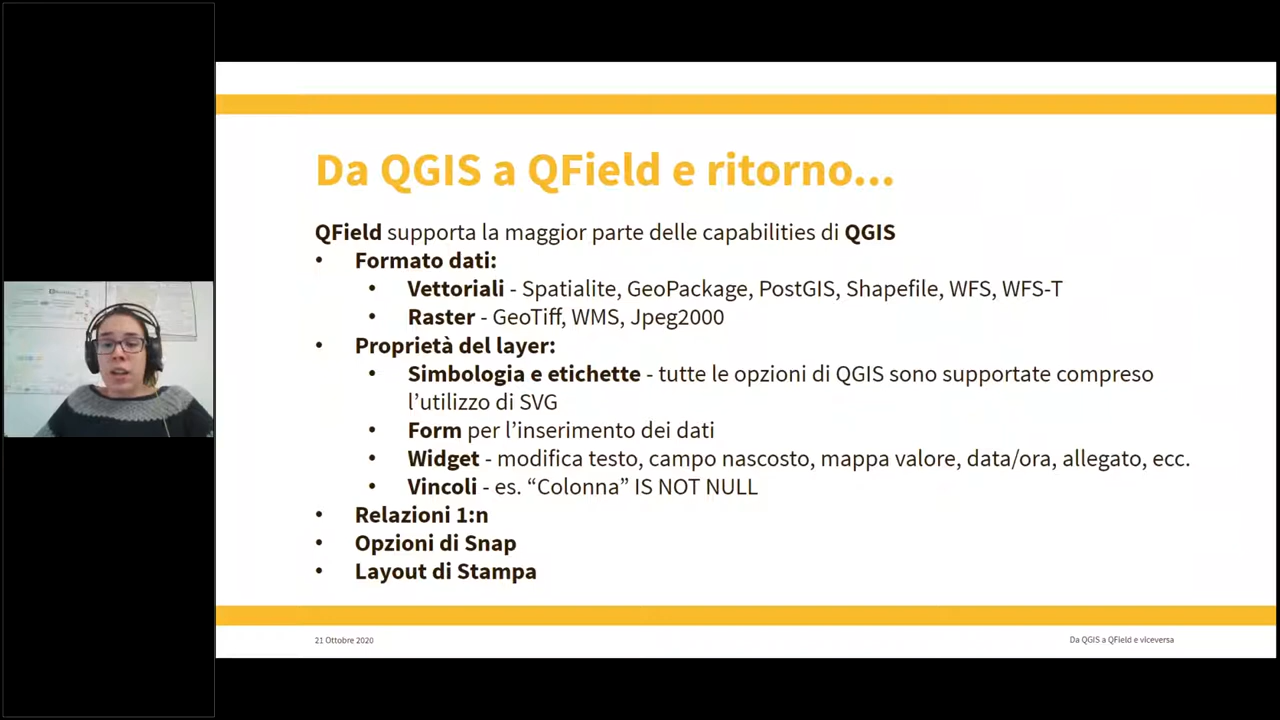 Da QGIS a QField e ritorno...
QField supporta la maggior parte delle capabilities di QGIS
• Formato dati:
• Vettoriali - Spatialite, GeoPackage, PostGIS, Shapefile, WFS, WFS-T
• Raster - GeoTiff, WMS, Jpeg2000
• Proprietà del layer:
• Simbologia e etichette - tutte le opzioni di QGIS sono supportate compreso
l’utilizzo di SVG
• Form per l’inserimento dei dati
• Widget - modifica testo, campo nascosto, mappa valore, data/ora, allegato, ecc.
• Vincoli - es. “Colonna” IS NOT NULL
• Relazioni 1:n
• Opzioni di Snap
• Layout di Stampa
21 Ottobre 2020
Da QGIS a QField e viceversa